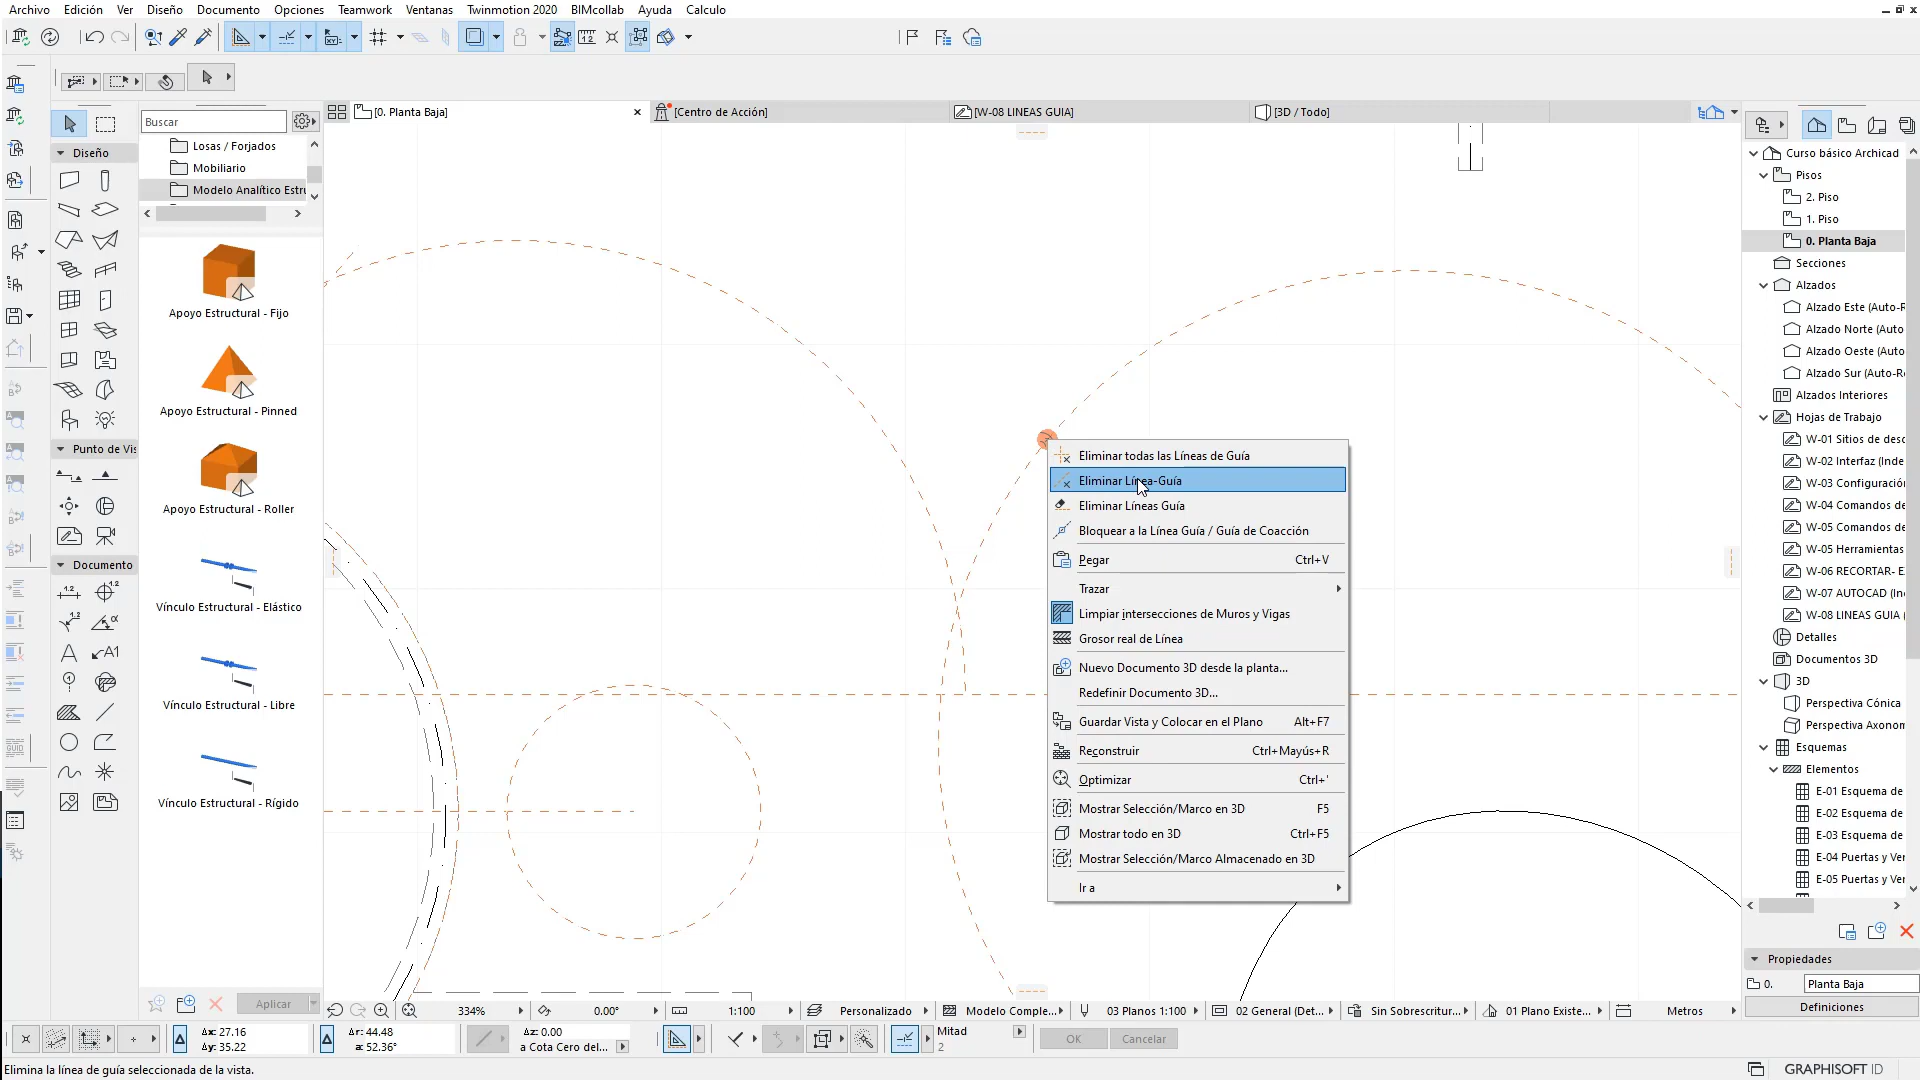 Archivo Edición Ver Diseño Documento Opciones Teamwork Ventanas Twinmotion 2020 BIMcollab Ayuda Calculo
[0. Planta Baja]
[Centro de Acción]
[W-08 LINEAS GUIA]
[3D / Todo]
Buscar
Losas / Forjados
Mobiliario
Modelo Analítico Estru
Diseño
Punto de Vis
Documento
Apoyo Estructural - Fijo
Apoyo Estructural - Pinned
Apoyo Estructural - Roller
Vínculo Estructural - Elástico
Vínculo Estructural - Libre
Vínculo Estructural - Rígido
Aplicar
Eliminar todas las Líneas de Guía
Eliminar Línea-Guía
Eliminar Líneas Guía
Bloquear a la Línea Guía / Guía de Coacción
Pegar Ctrl+V
Trazar
Limpiar intersecciones de Muros y Vigas
Grosor real de Línea
Nuevo Documento 3D desde la planta...
Redefinir Documento 3D...
Guardar Vista y Colocar en el Plano Alt+F7
Reconstruir Ctrl+Mayús+R
Optimizar Ctrl+'
Mostrar Selección/Marco en 3D F5
Mostrar todo en 3D Ctrl+F5
Mostrar Selección/Marco Almacenado en 3D
Ir a
Curso básico Archicad
Pisos
2. Piso
1. Piso
0. Planta Baja
Secciones
Alzados
Alzado Este (Auto-R
Alzado Norte (Auto
Alzado Oeste (Auto
Alzado Sur (Auto-Re
Alzados Interiores
Hojas de Trabajo
W-01 Sitios de desc
W-02 Interfaz (Inde
W-03 Configuración
W-04 Comandos de
W-05 Comandos de
W-05 Herramientas
W-06 RECORTAR- E
W-07 AUTOCAD (In
W-08 LINEAS GUIA (
Detalles
Documentos 3D
3D
Perspectiva Cónica
Perspectiva Axonom
Esquemas
Elementos
E-01 Esquema de
E-02 Esquema de
E-03 Esquema de
E-04 Puertas y Ver
E-05 Puertas y Ver
Propiedades
0. Planta Baja
Definiciones
334% 0.00° 1:100 Personalizado Modelo Comple... 03 Planos 1:100 02 General (Det... Sin Sobrescritur... 01 Plano Existe... Metros
Δx: 27.16
Δy: 35.22
Δr: 44.48
a: 52.36°
Δz: 0.00
a Cota Cero del...
Mitad
2
OK
Cancelar
Elimina la línea de guía seleccionada de la vista.
GRAPHISOFT ID